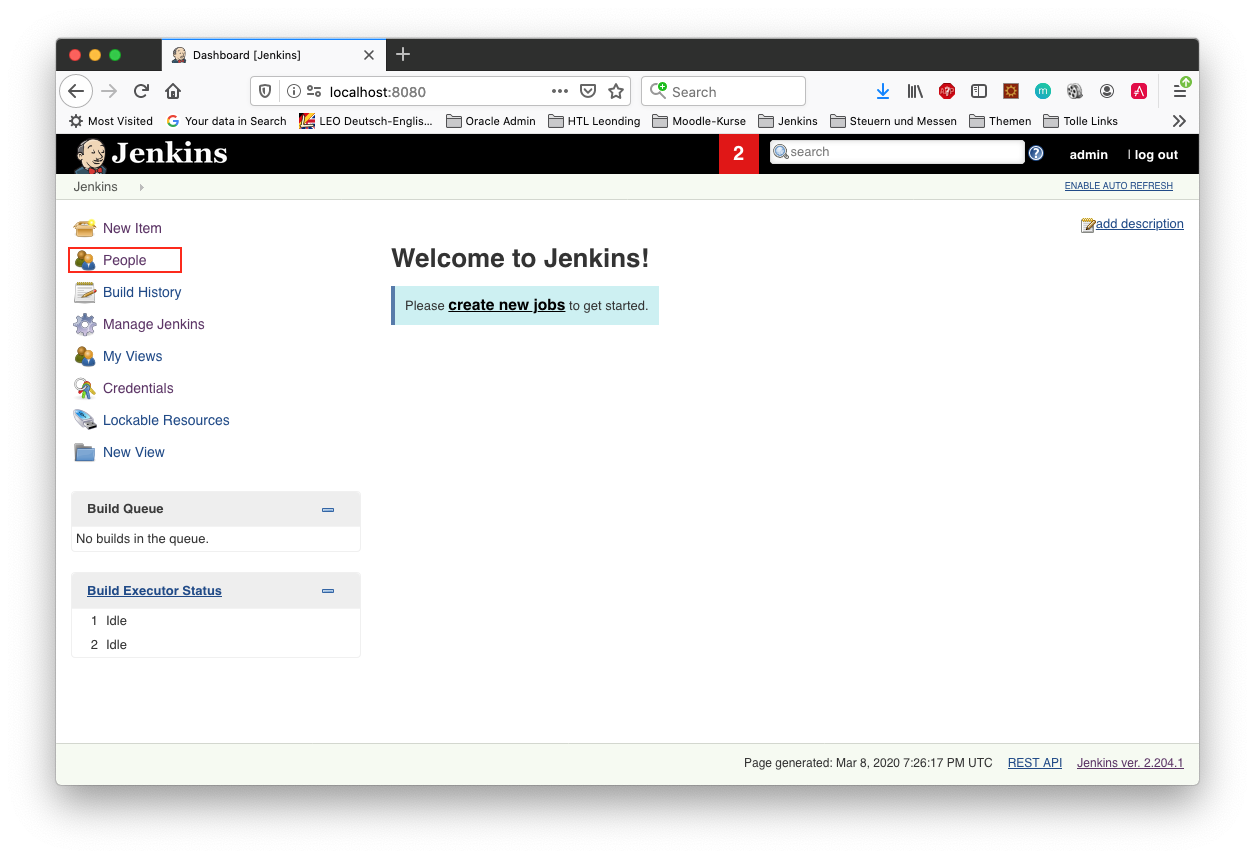 Dashboard [Jenkins]
localhost:8080
Search
Most Visited
Your data in Search
LEO Deutsch-Englis...
Oracle Admin
HTL Leonding
Moodle-Kurse
Jenkins
Steuern und Messen
Themen
Tolle Links
Jenkins
2
search
admin
| log out
Jenkins
ENABLE AUTO REFRESH
New Item
People
Build History
Manage Jenkins
My Views
Credentials
Lockable Resources
New View
add description
Welcome to Jenkins!
Please create new jobs to get started.
Build Queue
No builds in the queue.
Build Executor Status
1 Idle
2 Idle
Page generated: Mar 8, 2020 7:26:17 PM UTC
REST API
Jenkins ver. 2.204.1